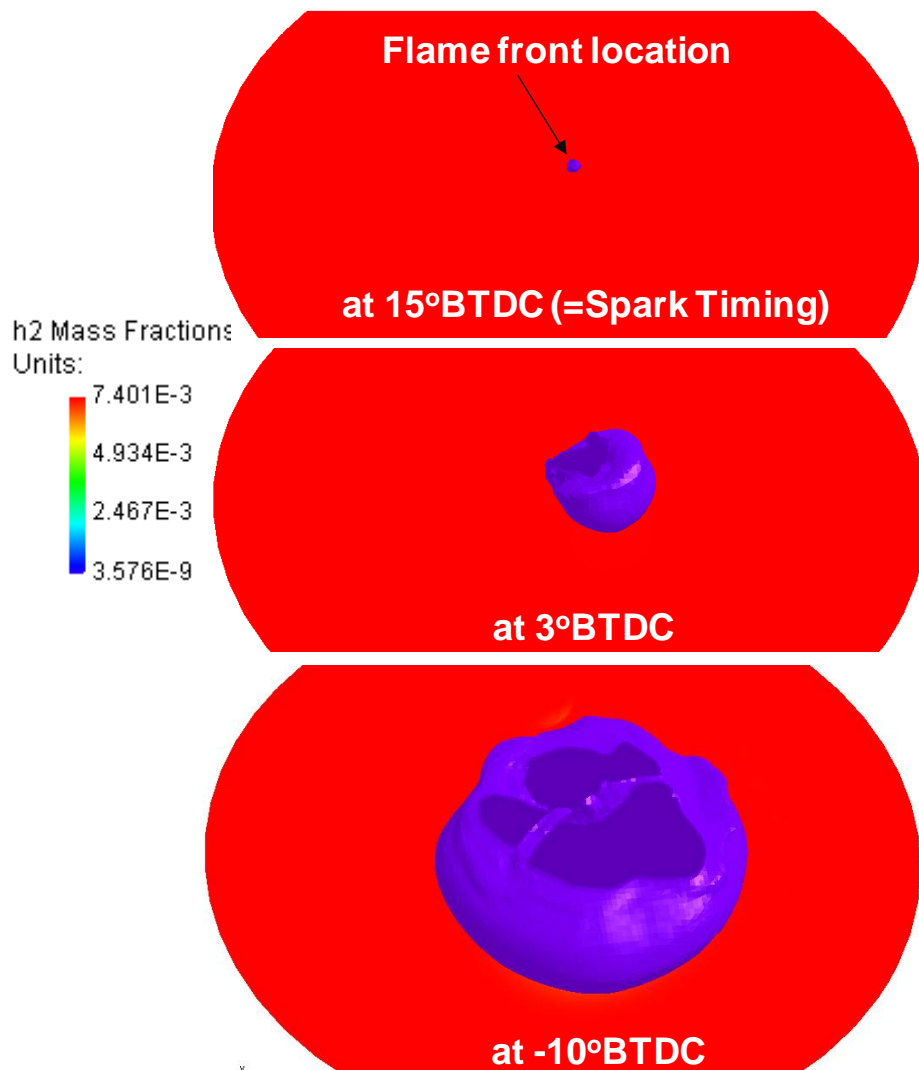 Flame front location
at 15ºBTDC (=Spark Timing)
h2 Mass Fractions
Units:
7.401E-3
4.934E-3
2.467E-3
3.576E-9
at 3ºBTDC
at -10ºBTDC